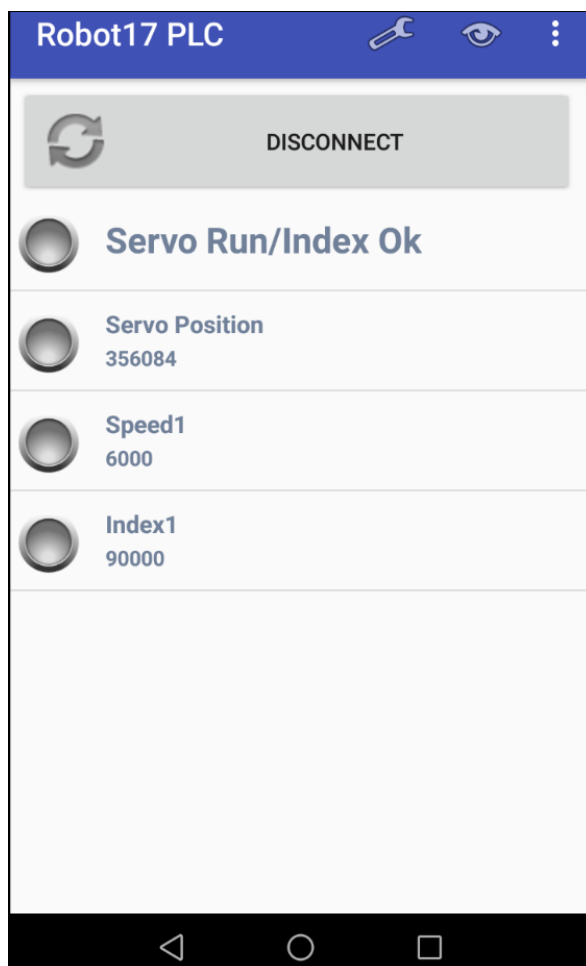 Robot17 PLC
DISCONNECT
Servo Run/Index Ok
Servo Position
356084
Speed1
6000
Index1
90000